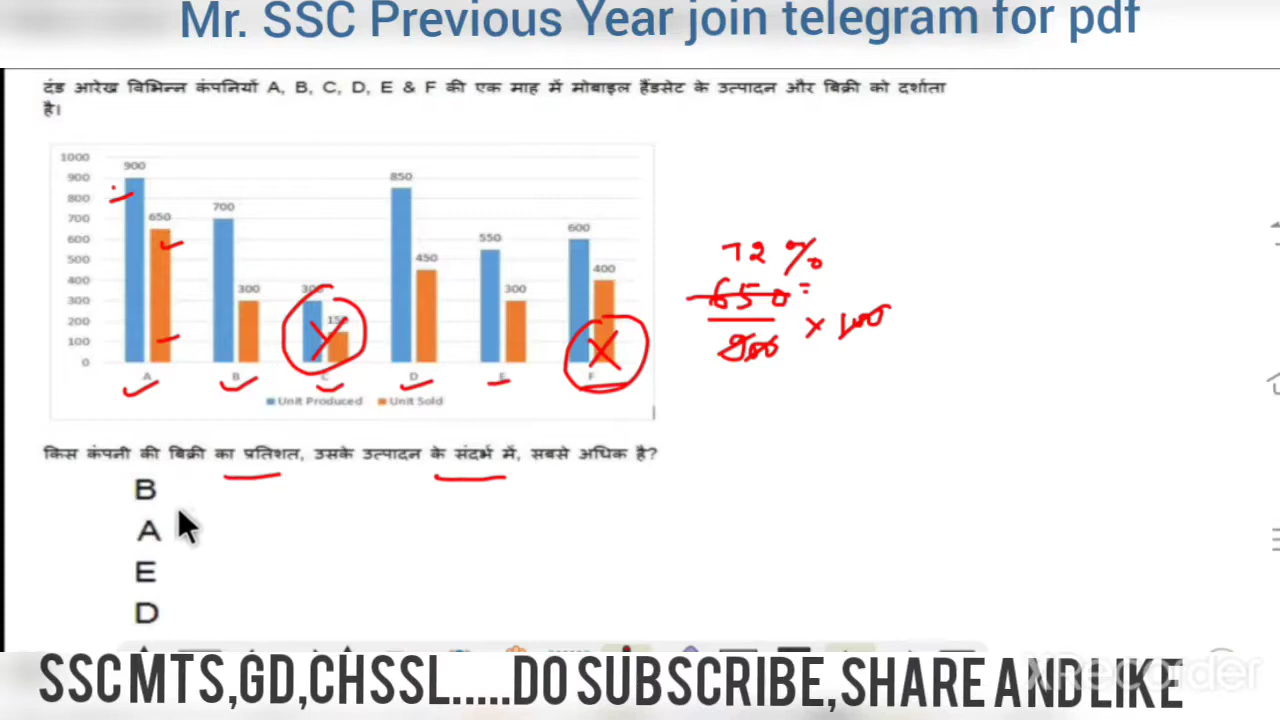 Mr. SSC Previous Year join telegram for pdf
दंड आरेख विभिन्न कंपनियों A, B, C, D, E & F की एक माह में मोबाइल हैंडसेट के उत्पादन और बिक्री को दर्शाता
है।
1000
900
800
700
600
500
400
300
200
100
0
900
650
700
300
850
450
550
300
600
400
A
B
C
D
E
F
Unit Produced
Unit Sold
72 %
650
900 × 100
किस कंपनी की बिक्री का प्रतिशत, उसके उत्पादन के संदर्भ में, सबसे अधिक है?
B
A
E
D
SSC MTS,GD,CHSSL.....DO SUBSCRIBE, SHARE AND LIKE
XRecorder